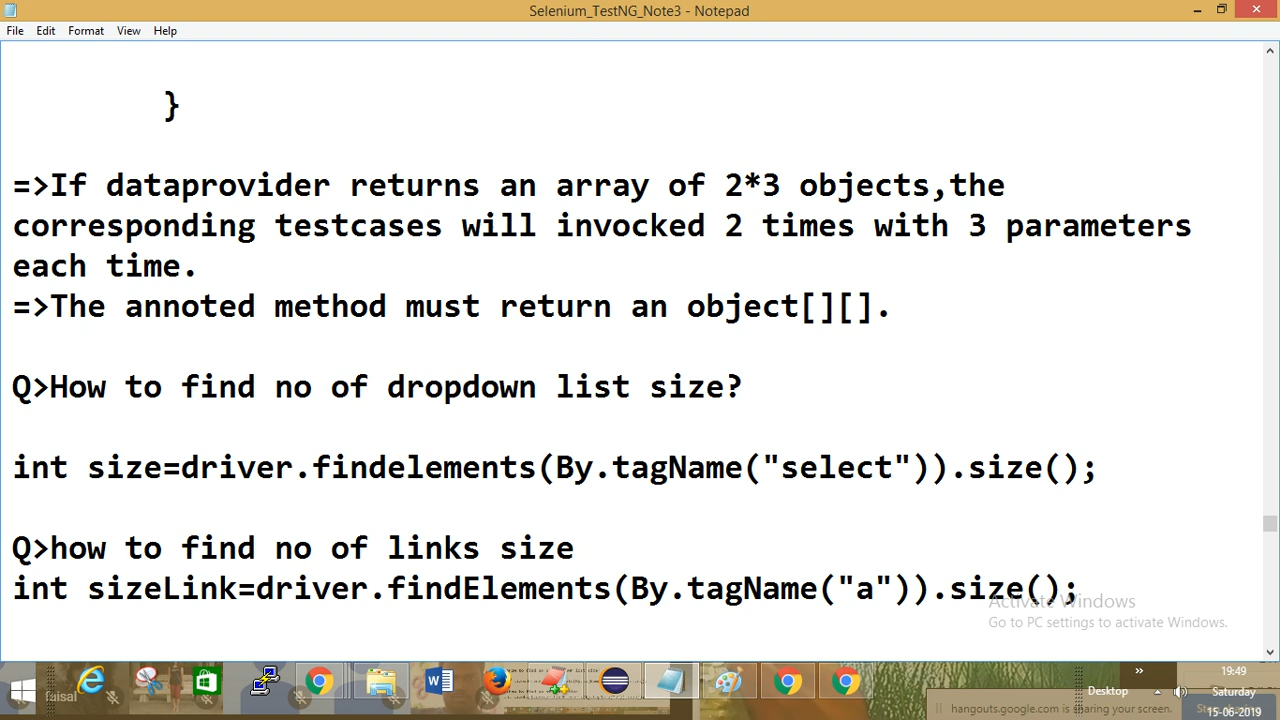 Selenium_TestNG_Note3 - Notepad
File Edit Format View Help
}
=>If dataprovider returns an array of 2*3 objects,the
corresponding testcases will invocked 2 times with 3 parameters
each time.
=>The annoted method must return an object[][].
Q>How to find no of dropdown list size?
int size=driver.findelements(By.tagName("select")).size();
Q>how to find no of links size
int sizeLink=driver.findElements(By.tagName("a")).size();
Activate Windows
Go to PC settings to activate Windows.
faisal
Desktop
19:49
Saturday
15-06-2019
hangouts.google.com is sharing your screen.